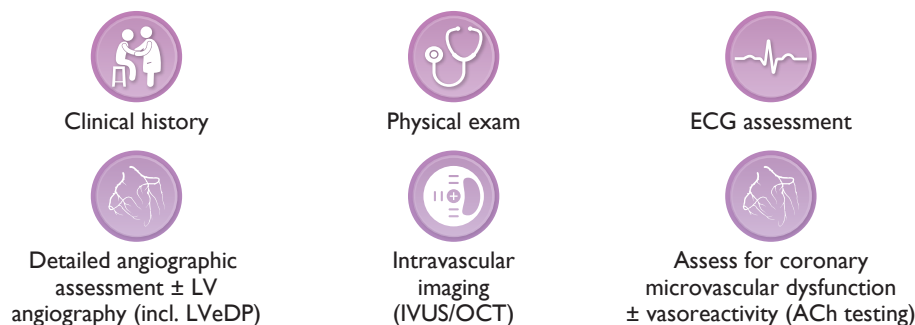 Clinical history
Physical exam
ECG assessment
Detailed angiographic
assessment ± LV
angiography (incl. LVeDP)
Intravascular
imaging
(IVUS/OCT)
Assess for coronary
microvascular dysfunction
± vasoreactivity (ACh testing)